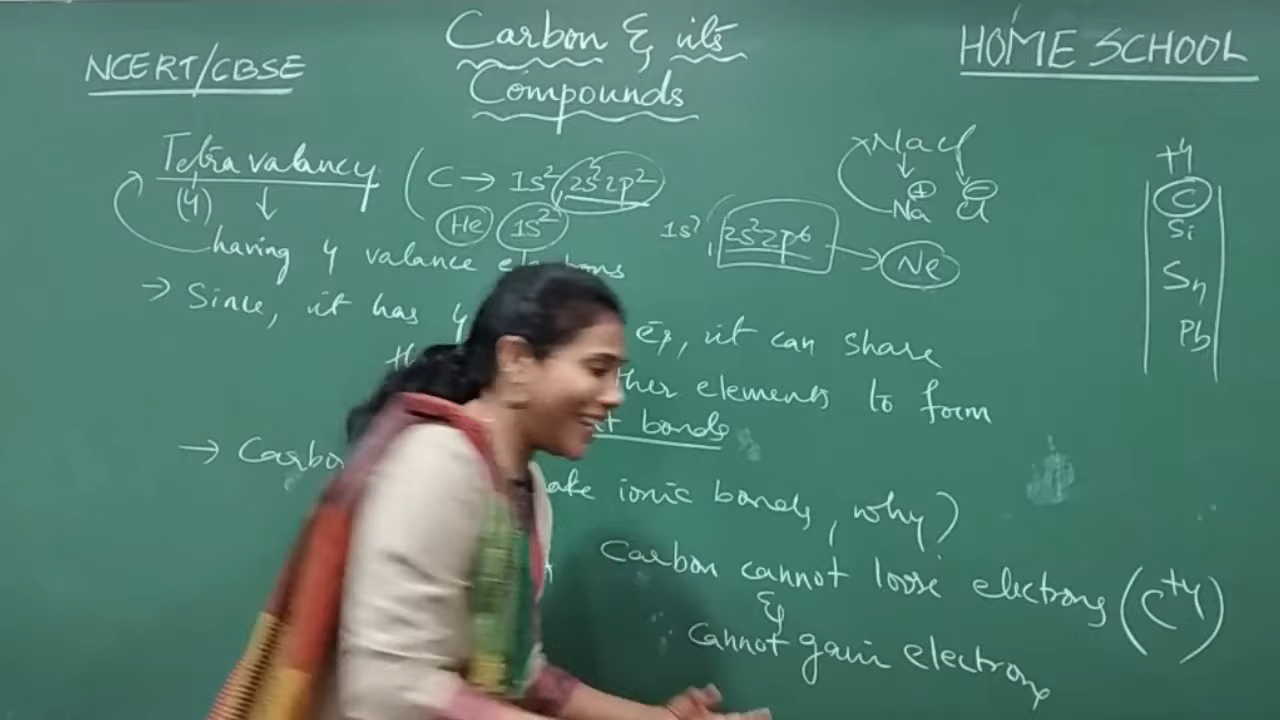 NCERT/CBSE
Carbon & its
Compounds
HOME SCHOOL
Tetravalancy
(4)
↓
having 4 valance
C → 1s² 2s² 2p²
He 1s²
1s², 2s² 2p⁶ → Ne
NaCl
Na⁺ Cl⁻
+4
C
Si
Sn
Pb
→ Since, it has 4 , it can share
elements to form
bonds
→ ionic bonds, why?
Carbon cannot loose electrons (C⁺⁴)
&
Cannot gain electrons